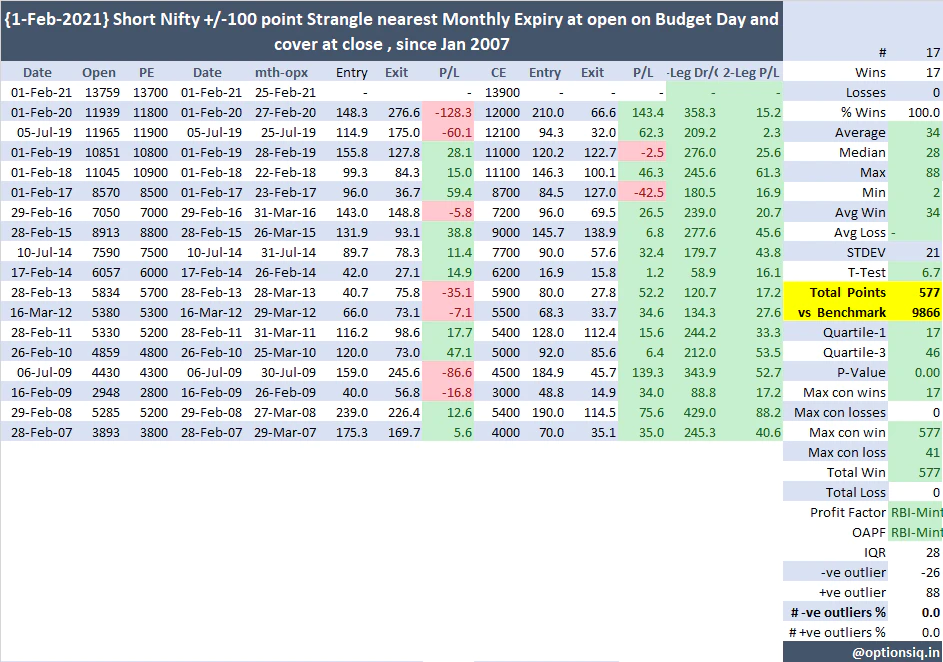 {1-Feb-2021} Short Nifty +/-100 point Strangle nearest Monthly Expiry at open on Budget Day and
cover at close , since Jan 2007
# 17
Date Open PE Date mth-opx Entry Exit P/L CE Entry Exit P/L -Leg Dr/( 2-Leg P/L Wins 17
01-Feb-21 13759 13700 01-Feb-21 25-Feb-21 - - 13900 - - - - - Losses 0
01-Feb-20 11939 11800 01-Feb-20 27-Feb-20 148.3 276.6 -128.3 12000 210.0 66.6 143.4 358.3 15.2 % Wins 100.0
05-Jul-19 11965 11900 05-Jul-19 25-Jul-19 114.9 175.0 -60.1 12100 94.3 32.0 62.3 209.2 2.3 Average 34
01-Feb-19 10851 10800 01-Feb-19 28-Feb-19 155.8 127.8 28.1 11000 120.2 122.7 -2.5 276.0 25.6 Median 28
01-Feb-18 11045 10900 01-Feb-18 22-Feb-18 99.3 84.3 15.0 11100 146.3 100.1 46.3 245.6 61.3 Max 88
01-Feb-17 8570 8500 01-Feb-17 23-Feb-17 96.0 36.7 59.4 8700 84.5 127.0 -42.5 180.5 16.9 Min 2
29-Feb-16 7050 7000 29-Feb-16 31-Mar-16 143.0 148.8 -5.8 7200 96.0 69.5 26.5 239.0 20.7 Avg Win 34
28-Feb-15 8913 8800 28-Feb-15 26-Mar-15 131.9 93.1 38.8 9000 145.7 138.9 6.8 277.6 45.6 Avg Loss -
10-Jul-14 7590 7500 10-Jul-14 31-Jul-14 89.7 78.3 11.4 7700 90.0 57.6 32.4 179.7 43.8 STDEV 21
17-Feb-14 6057 6000 17-Feb-14 26-Feb-14 42.0 27.1 14.9 6200 16.9 15.8 1.2 58.9 16.1 T-Test 6.7
28-Feb-13 5834 5700 28-Feb-13 28-Mar-13 40.7 75.8 -35.1 5900 80.0 27.8 52.2 120.7 17.2 Total Points 577
16-Mar-12 5380 5300 16-Mar-12 29-Mar-12 66.0 73.1 -7.1 5500 68.3 33.7 34.6 134.3 27.6 vs Benchmark 9866
28-Feb-11 5330 5200 28-Feb-11 31-Mar-11 116.2 98.6 17.7 5400 128.0 112.4 15.6 244.2 33.3 Quartile-1 17
26-Feb-10 4859 4800 26-Feb-10 25-Mar-10 120.0 73.0 47.1 5000 92.0 85.6 6.4 212.0 53.5 Quartile-3 46
06-Jul-09 4430 4300 06-Jul-09 30-Jul-09 159.0 245.6 -86.6 4500 184.9 45.7 139.3 343.9 52.7 P-Value 0.00
16-Feb-09 2948 2800 16-Feb-09 26-Feb-09 40.0 56.8 -16.8 3000 48.8 14.9 34.0 88.8 17.2 Max con wins 17
29-Feb-08 5285 5200 29-Feb-08 27-Mar-08 239.0 226.4 12.6 5400 190.0 114.5 75.6 429.0 88.2 Max con losses 0
28-Feb-07 3893 3800 28-Feb-07 29-Mar-07 175.3 169.7 5.6 4000 70.0 35.1 35.0 245.3 40.6 Max con win 577
Max con loss 41
Total Win 577
Total Loss 0
Profit Factor RBI-Mint
OAPF RBI-Mint
IQR 28
-ve outlier -26
+ve outlier 88
# -ve outliers % 0.0
# +ve outliers % 0.0
@optionsiq.in